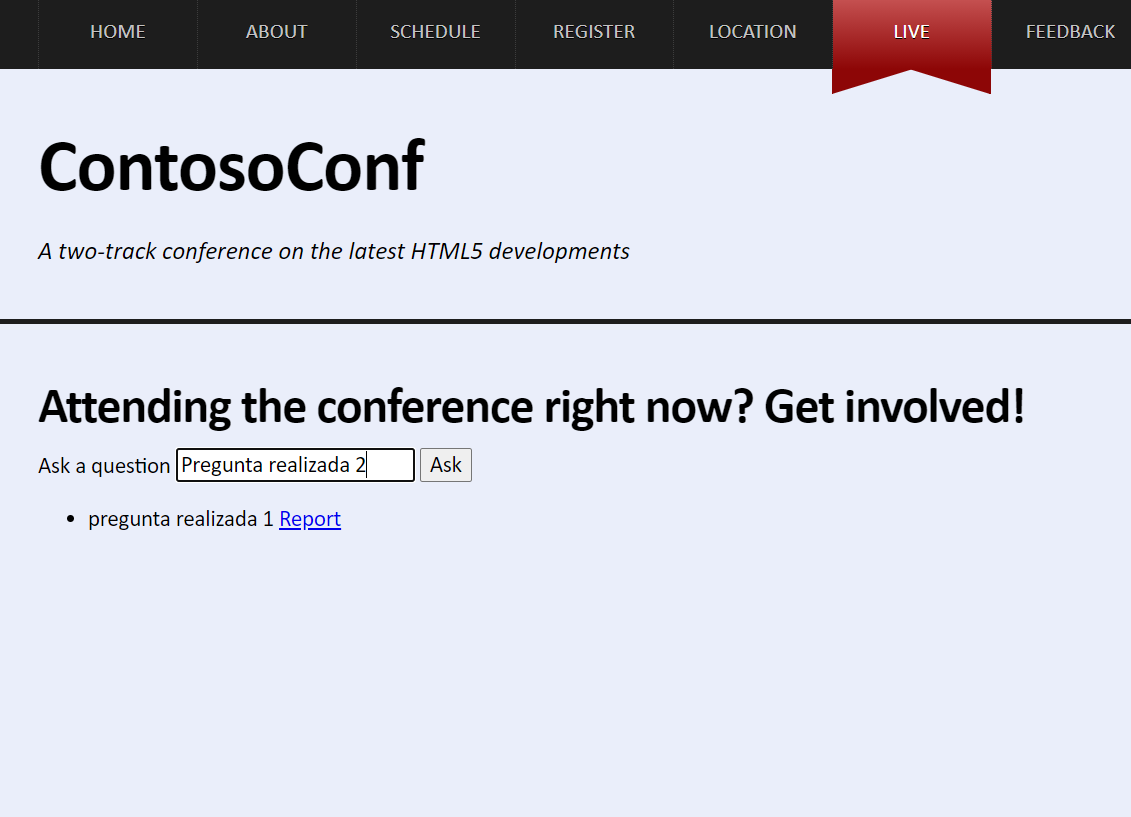 HOME ABOUT SCHEDULE REGISTER LOCATION LIVE FEEDBACK
ContosoConf
A two-track conference on the latest HTML5 developments
Attending the conference right now? Get involved!
Ask a question Pregunta realizada 2 Ask
• pregunta realizada 1 Report